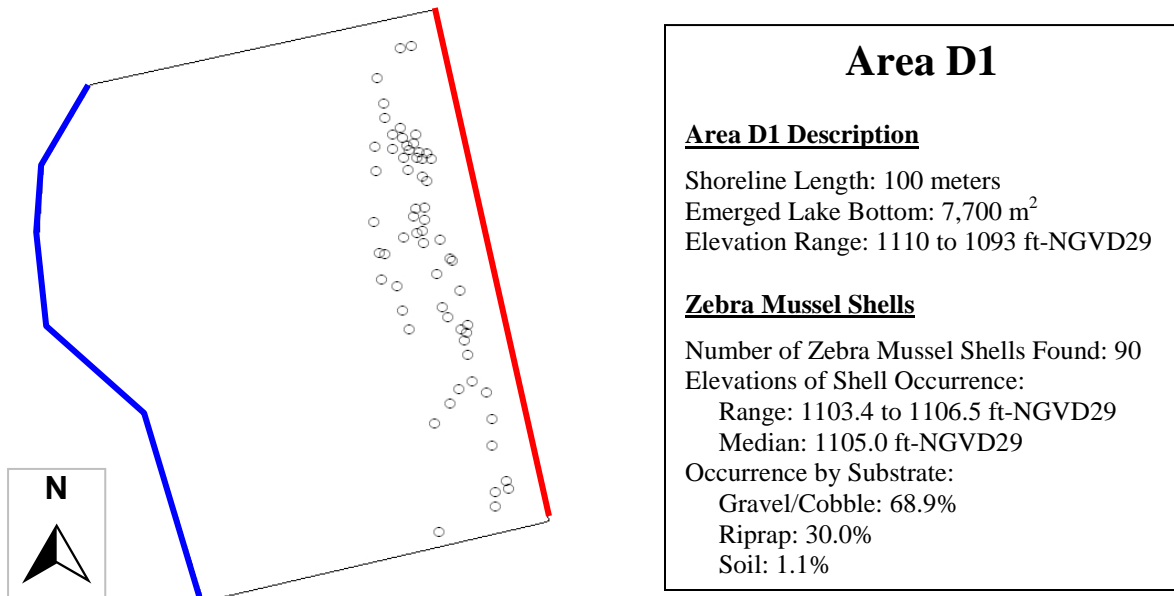 N
Area D1
Area D1 Description
Shoreline Length: 100 meters
Emerged Lake Bottom: 7,700 m²
Elevation Range: 1110 to 1093 ft-NGVD29
Zebra Mussel Shells
Number of Zebra Mussel Shells Found: 90
Elevations of Shell Occurrence:
Range: 1103.4 to 1106.5 ft-NGVD29
Median: 1105.0 ft-NGVD29
Occurrence by Substrate:
Gravel/Cobble: 68.9%
Riprap: 30.0%
Soil: 1.1%